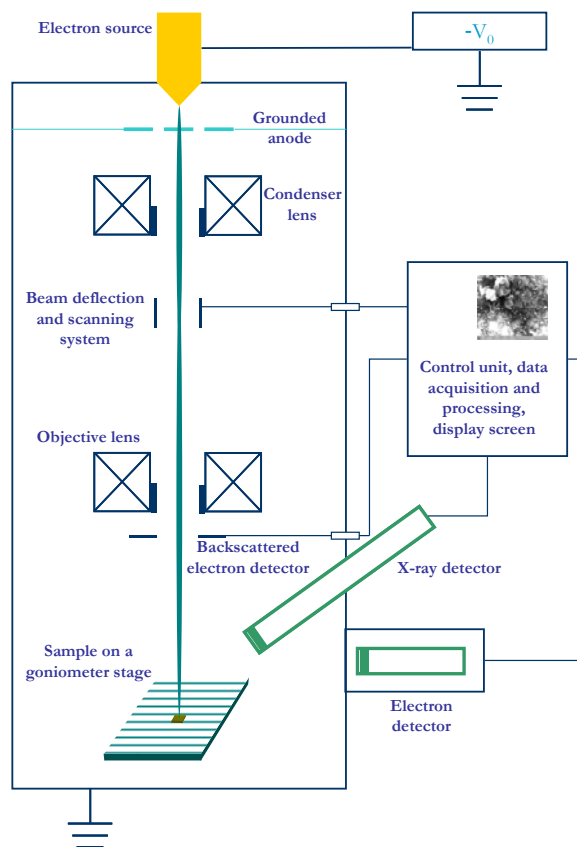 Electron source
-V₀
Grounded
anode
Condenser
lens
Beam deflection
and scanning
system
Control unit, data
acquisition and
processing,
display screen
Objective lens
Backscattered
electron detector
X-ray detector
Sample on a
goniometer stage
Electron
detector